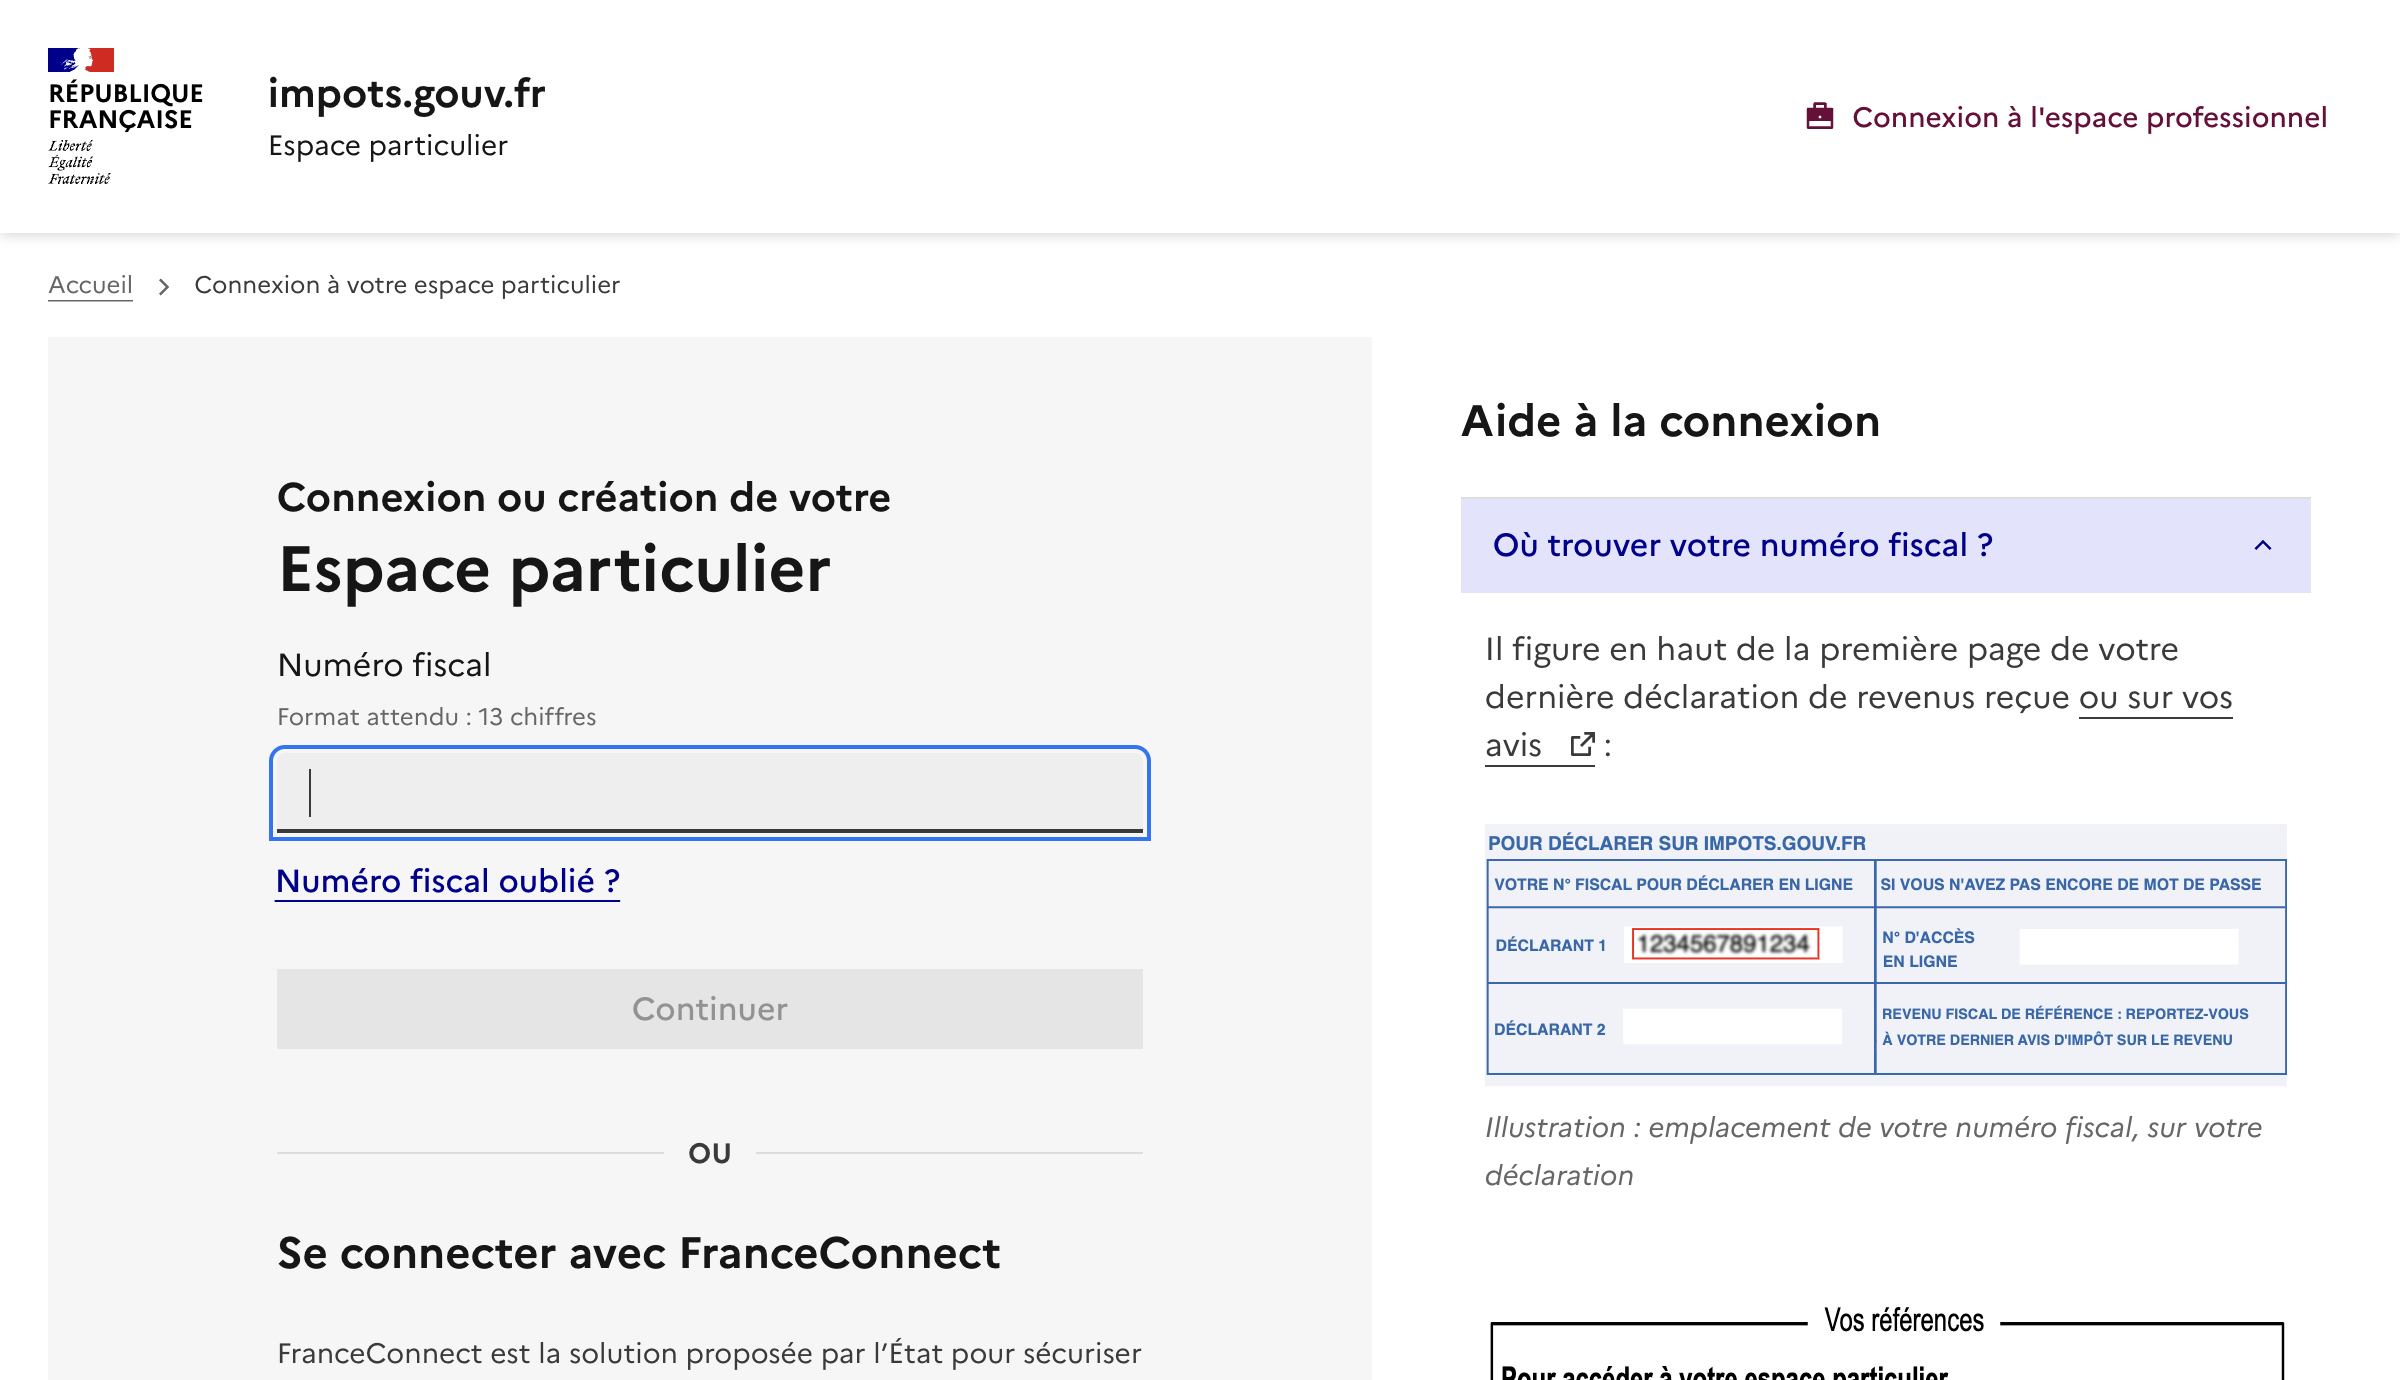 RÉPUBLIQUE
FRANÇAISE
Liberté
Égalité
Fraternité
impots.gouv.fr
Espace particulier
Connexion à l'espace professionnel
Accueil
Connexion à votre espace particulier
Connexion ou création de votre
Espace particulier
Numéro fiscal
Format attendu : 13 chiffres
Numéro fiscal oublié ?
Continuer
OU
Se connecter avec FranceConnect
FranceConnect est la solution proposée par l’État pour sécuriser
Aide à la connexion
Où trouver votre numéro fiscal ?
Il figure en haut de la première page de votre
dernière déclaration de revenus reçue ou sur vos
avis :
POUR DÉCLARER SUR IMPOTS.GOUV.FR
VOTRE N° FISCAL POUR DÉCLARER EN LIGNE
SI VOUS N'AVEZ PAS ENCORE DE MOT DE PASSE
DÉCLARANT 1
1234567891234
N° D'ACCÈS
EN LIGNE
DÉCLARANT 2
REVENU FISCAL DE RÉFÉRENCE : REPORTEZ-VOUS
À VOTRE DERNIER AVIS D'IMPÔT SUR LE REVENU
Illustration : emplacement de votre numéro fiscal, sur votre
déclaration
Vos références
Pour accéder à votre espace particulier